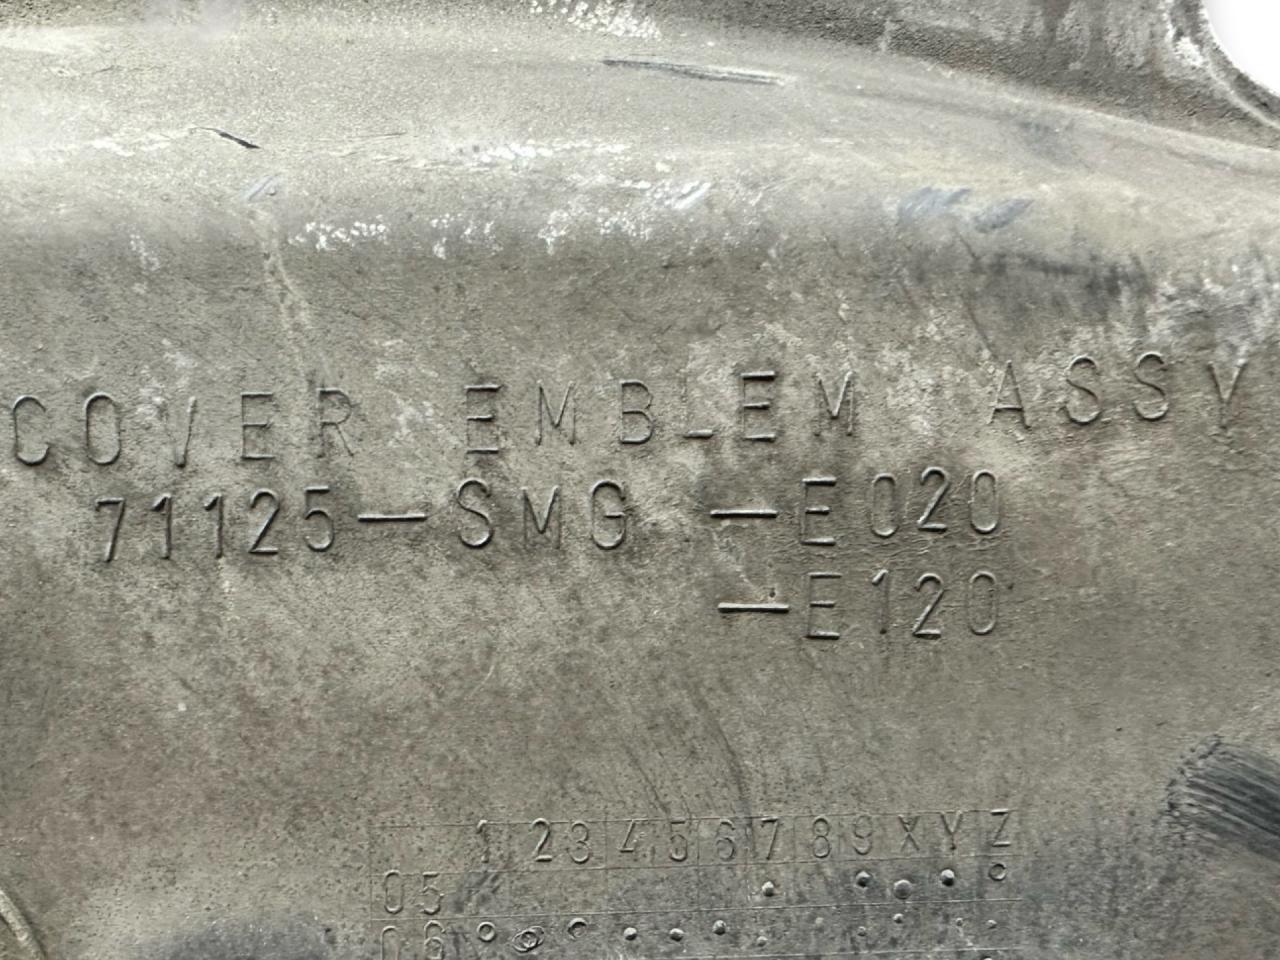 COVER EMBLEM ASSY
71125-SMG-E020
-E120
1 2 3 4 5 6 7 8 9 X Y Z
05
06